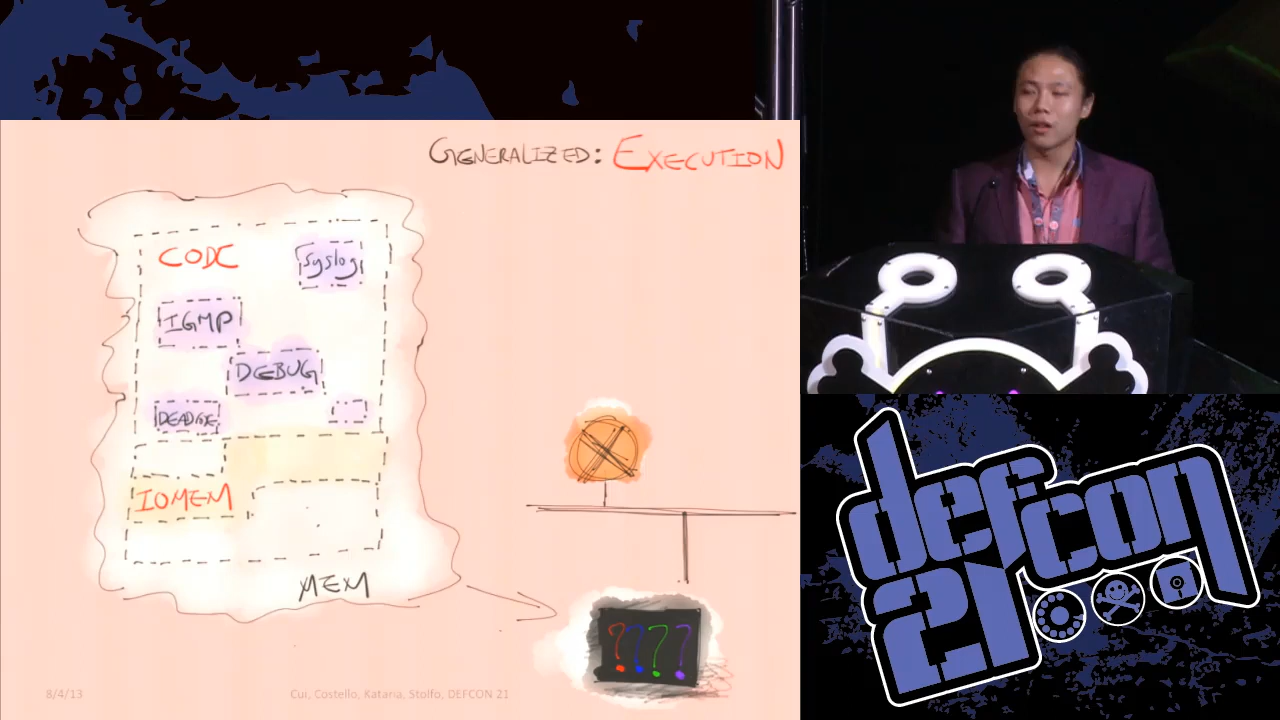 GENERALIZED: EXECUTION
CODE
syslog
IGMP
DEBUG
IOMEM
MEM
????
8/4/13
Cui, Costello, Kataria, Stolfo, DEFCON 21
defcon
21